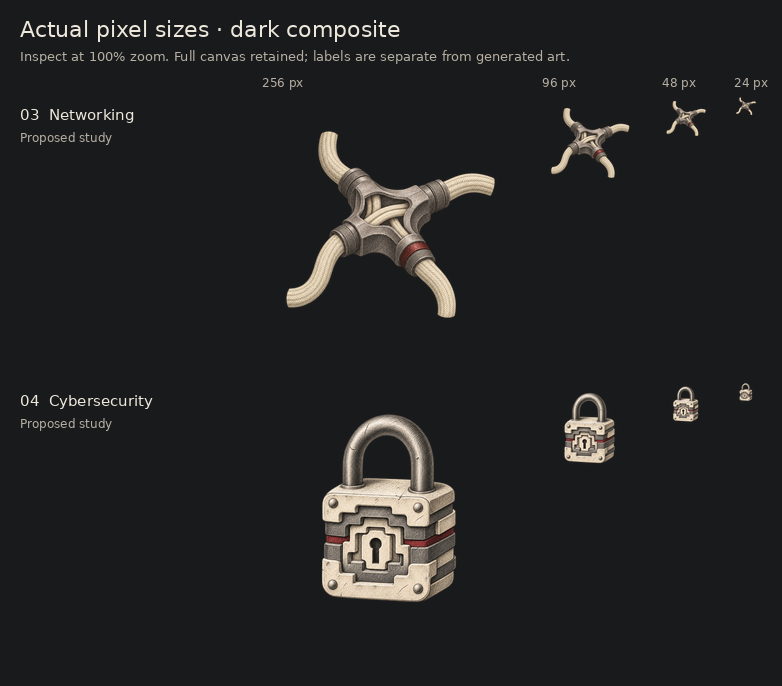 Actual pixel sizes · dark composite
Inspect at 100% zoom. Full canvas retained; labels are separate from generated art.
256 px 96 px 48 px 24 px
03 Networking
Proposed study
04 Cybersecurity
Proposed study